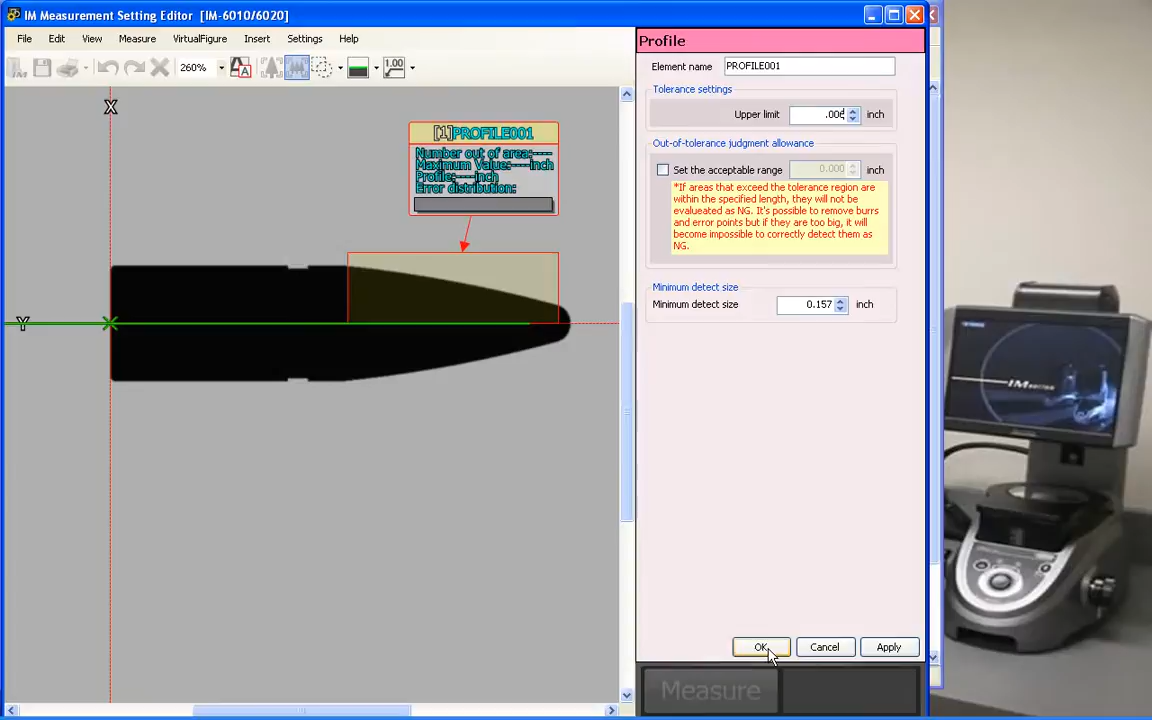 IM Measurement Setting Editor [IM-6010/6020]
File Edit View Measure VirtualFigure Insert Settings Help
260% A 1.00
X
Y
[1]PROFILE001
Number out of area:----
Maximum Value:----inch
Profile:----inch
Error distribution:
Profile
Element name PROFILE001
Tolerance settings
Upper limit inch
Out-of-tolerance judgment allowance
Set the acceptable range 0.000 inch
*If areas that exceed the tolerance region are
within the specified length, they will not be
evalueated as NG. It's possible to remove burrs
and error points but if they are too big, it will
become impossible to correctly detect them as
NG.
Minimum detect size
Minimum detect size 0.157 inch
OK Cancel Apply
Measure
IM series